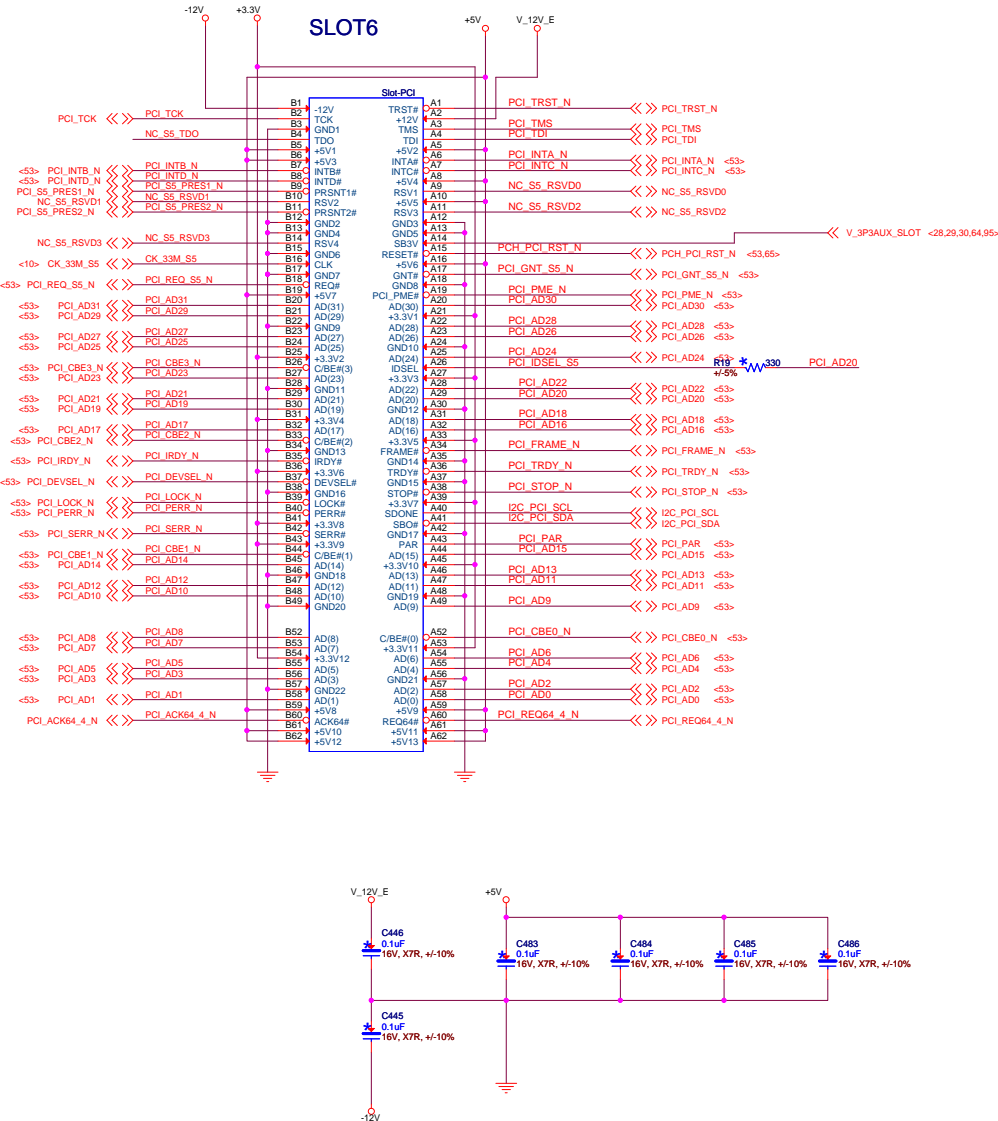 -12V
+3.3V
SLOT6
+5V
V_12V_E
Slot-PCI
B1 -12V TRST# A1 PCI_TRST_N PCI_TRST_N
PCI_TCK PCI_TCK B2 TCK +12V A2
B3 GND1 TMS A3 PCI_TMS PCI_TMS
NC_S5_TDO B4 TDO TDI A4 PCI_TDI PCI_TDI
B5 +5V1 +5V2 A5
B6 +5V3 INTA# A6 PCI_INTA_N PCI_INTA_N <53>
<53> PCI_INTB_N PCI_INTB_N B7 INTB# INTC# A7 PCI_INTC_N PCI_INTC_N <53>
<53> PCI_INTD_N PCI_INTD_N B8 INTD# +5V4 A8
PCI_S5_PRES1_N PCI_S5_PRES1_N B9 PRSNT1# RSV1 A9 NC_S5_RSVD0 NC_S5_RSVD0
NC_S5_RSVD1 NC_S5_RSVD1 B10 RSV2 +5V5 A10
PCI_S5_PRES2_N PCI_S5_PRES2_N B11 PRSNT2# RSV3 A11 NC_S5_RSVD2 NC_S5_RSVD2
B12 GND2 GND3 A12
B13 GND4 GND5 A13
NC_S5_RSVD3 NC_S5_RSVD3 B14 RSV4 SB3V A14 V_3P3AUX_SLOT <28,29,30,64,95>
B15 GND6 RESET# A15 PCH_PCI_RST_N PCH_PCI_RST_N <53,65>
<10> CK_33M_S5 CK_33M_S5 B16 CLK +5V6 A16
B17 GND7 GNT# A17 PCI_GNT_S5_N PCI_GNT_S5_N <53>
<53> PCI_REQ_S5_N PCI_REQ_S5_N B18 REQ# GND8 A18
B19 +5V7 PCI_PME# A19 PCI_PME_N PCI_PME_N <53>
<53> PCI_AD31 PCI_AD31 B20 AD(31) AD(30) A20 PCI_AD30 PCI_AD30 <53>
<53> PCI_AD29 PCI_AD29 B21 AD(29) +3.3V1 A21
B22 GND9 AD(28) A22 PCI_AD28 PCI_AD28 <53>
<53> PCI_AD27 PCI_AD27 B23 AD(27) AD(26) A23 PCI_AD26 PCI_AD26 <53>
<53> PCI_AD25 PCI_AD25 B24 AD(25) GND10 A24
B25 +3.3V2 AD(24) A25 PCI_AD24 PCI_AD24 <53>
<53> PCI_CBE3_N PCI_CBE3_N B26 C/BE#(3) IDSEL A26 PCI_IDSEL_S5 R19 * 330 +/-5% PCI_AD20
<53> PCI_AD23 PCI_AD23 B27 AD(23) +3.3V3 A27
B28 GND11 AD(22) A28 PCI_AD22 PCI_AD22 <53>
<53> PCI_AD21 PCI_AD21 B29 AD(21) AD(20) A29 PCI_AD20 PCI_AD20 <53>
<53> PCI_AD19 PCI_AD19 B30 AD(19) GND12 A30
B31 +3.3V4 AD(18) A31 PCI_AD18 PCI_AD18 <53>
<53> PCI_AD17 PCI_AD17 B32 AD(17) AD(16) A32 PCI_AD16 PCI_AD16 <53>
<53> PCI_CBE2_N PCI_CBE2_N B33 C/BE#(2) +3.3V5 A33
B34 GND13 FRAME# A34 PCI_FRAME_N PCI_FRAME_N <53>
<53> PCI_IRDY_N PCI_IRDY_N B35 IRDY# GND14 A35
B36 +3.3V6 TRDY# A36 PCI_TRDY_N PCI_TRDY_N <53>
<53> PCI_DEVSEL_N PCI_DEVSEL_N B37 DEVSEL# GND15 A37
B38 GND16 STOP# A38 PCI_STOP_N PCI_STOP_N <53>
<53> PCI_LOCK_N PCI_LOCK_N B39 LOCK# +3.3V7 A39
<53> PCI_PERR_N PCI_PERR_N B40 PERR# SDONE A40 I2C_PCI_SCL I2C_PCI_SCL
B41 +3.3V8 SBO# A41 I2C_PCI_SDA I2C_PCI_SDA
<53> PCI_SERR_N PCI_SERR_N B42 SERR# GND17 A42
B43 +3.3V9 PAR A43 PCI_PAR PCI_PAR <53>
<53> PCI_CBE1_N PCI_CBE1_N B44 C/BE#(1) AD(15) A44 PCI_AD15 PCI_AD15 <53>
<53> PCI_AD14 PCI_AD14 B45 AD(14) +3.3V10 A45
B46 GND18 AD(13) A46 PCI_AD13 PCI_AD13 <53>
<53> PCI_AD12 PCI_AD12 B47 AD(12) AD(11) A47 PCI_AD11 PCI_AD11 <53>
<53> PCI_AD10 PCI_AD10 B48 AD(10) GND19 A48
B49 GND20 AD(9) A49 PCI_AD9 PCI_AD9 <53>
<53> PCI_AD8 PCI_AD8 B52 AD(8) C/BE#(0) A52 PCI_CBE0_N PCI_CBE0_N <53>
<53> PCI_AD7 PCI_AD7 B53 AD(7) +3.3V11 A53
B54 +3.3V12 AD(6) A54 PCI_AD6 PCI_AD6 <53>
<53> PCI_AD5 PCI_AD5 B55 AD(5) AD(4) A55 PCI_AD4 PCI_AD4 <53>
<53> PCI_AD3 PCI_AD3 B56 AD(3) GND21 A56
B57 GND22 AD(2) A57 PCI_AD2 PCI_AD2 <53>
<53> PCI_AD1 PCI_AD1 B58 AD(1) AD(0) A58 PCI_AD0 PCI_AD0 <53>
B59 +5V8 +5V9 A59
PCI_ACK64_4_N PCI_ACK64_4_N B60 ACK64# REQ64# A60 PCI_REQ64_4_N PCI_REQ64_4_N
B61 +5V10 +5V11 A61
B62 +5V12 +5V13 A62
V_12V_E
+5V
* C446
0.1uF
16V, X7R, +/-10%
* C483
0.1uF
16V, X7R, +/-10%
* C484
0.1uF
16V, X7R, +/-10%
* C485
0.1uF
16V, X7R, +/-10%
* C486
0.1uF
16V, X7R, +/-10%
* C445
0.1uF
16V, X7R, +/-10%
-12V